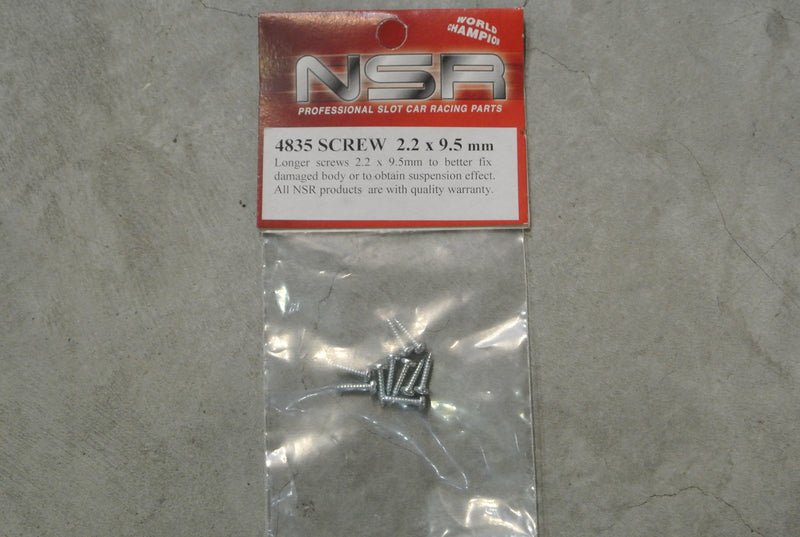 WORLD
CHAMPION
NSR
PROFESSIONAL SLOT CAR RACING PARTS
4835 SCREW 2.2 x 9.5 mm
Longer screws 2.2 x 9.5mm to better fix
damaged body or to obtain suspension effect.
All NSR products are with quality warranty.